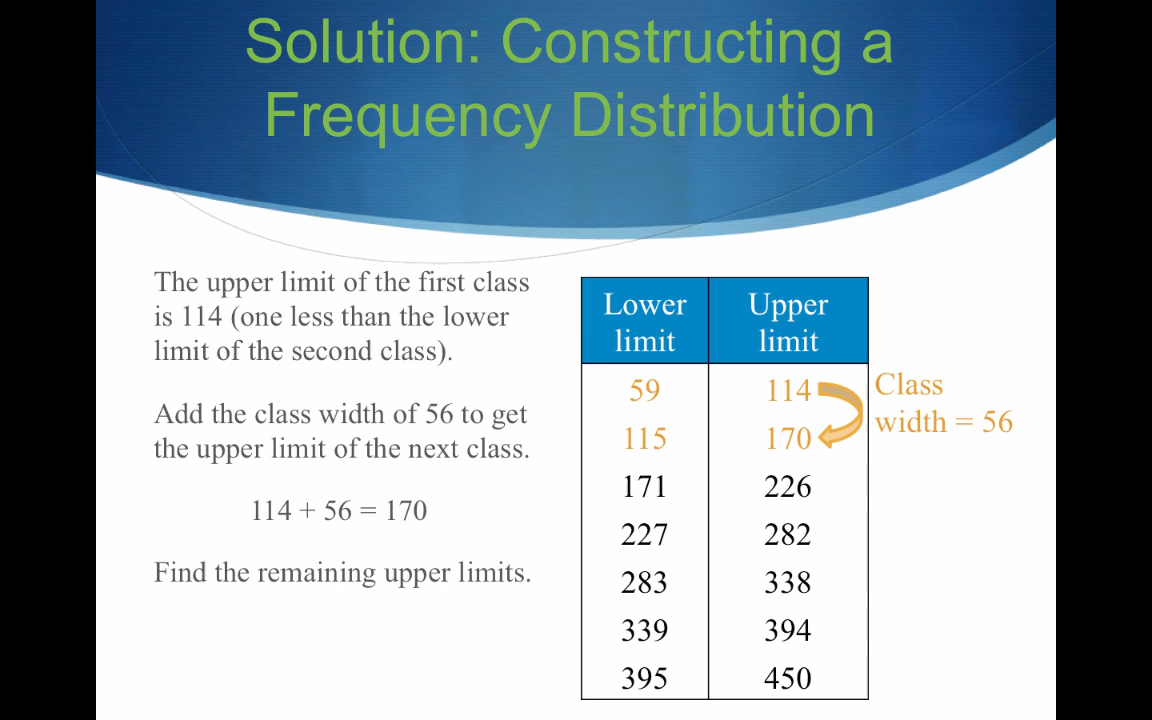 Solution: Constructing a
Frequency Distribution
The upper limit of the first class
is 114 (one less than the lower
limit of the second class).
Add the class width of 56 to get
the upper limit of the next class.
114 + 56 = 170
Find the remaining upper limits.
Lower limit Upper limit
59 114
115 170
171 226
227 282
283 338
339 394
395 450
Class
width = 56